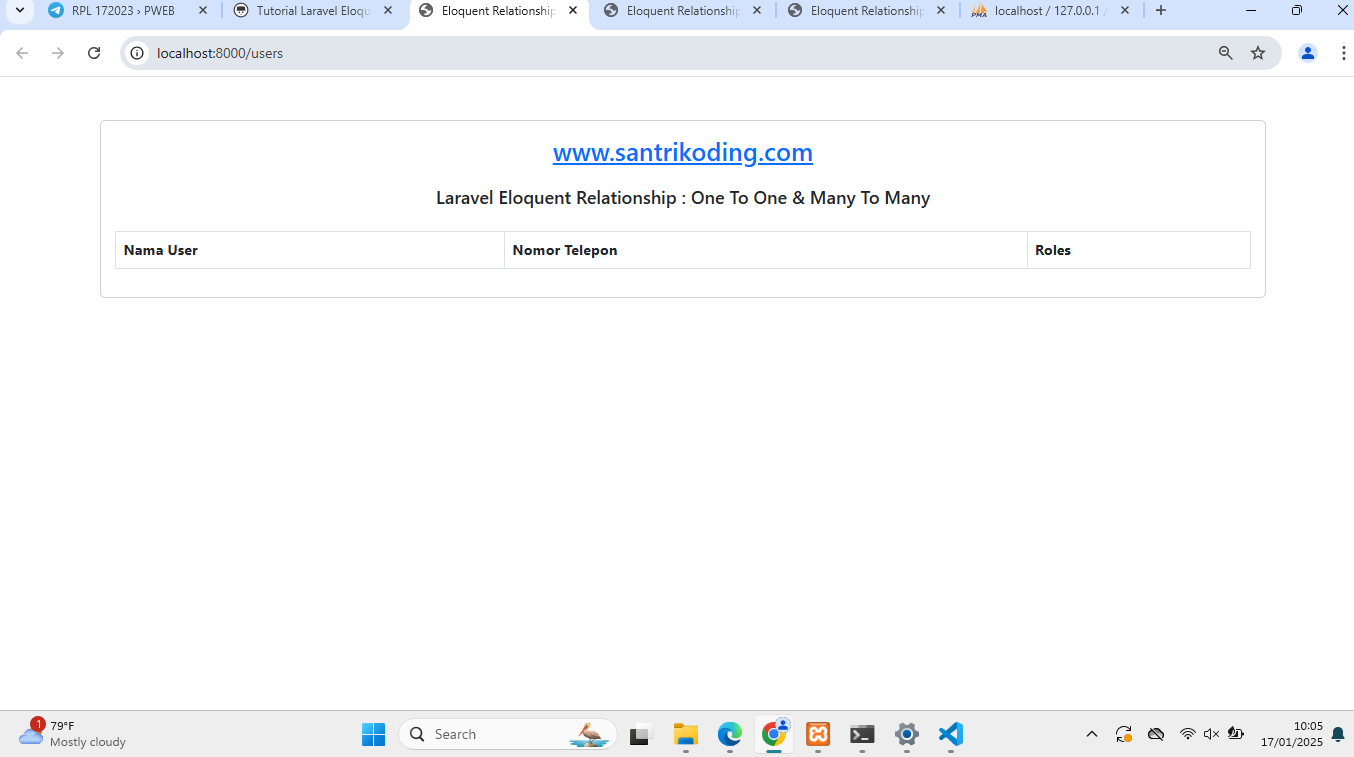 RPL 172023 › PWEB
Tutorial Laravel Eloqu
Eloquent Relationship
Eloquent Relationship
Eloquent Relationship
PMA
localhost / 127.0.0.1 /
localhost:8000/users
www.santrikoding.com
Laravel Eloquent Relationship : One To One & Many To Many
Nama User Nomor Telepon Roles
1
79°F
Mostly cloudy
Search
10:05
17/01/2025